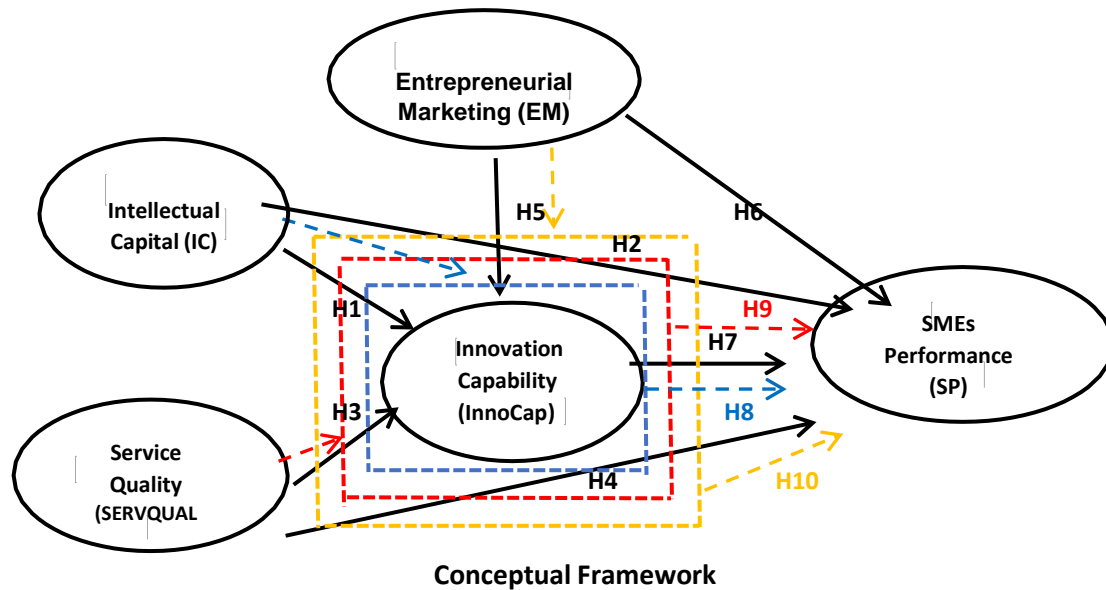 Entrepreneurial
Marketing (EM)
Intellectual
Capital (IC)
H5
H6
H2
H1
H9
H7
SMEs
Performance
(SP)
Innovation
Capability
(InnoCap)
H8
H3
Service
Quality
(SERVQUAL
H4
H10
Conceptual Framework